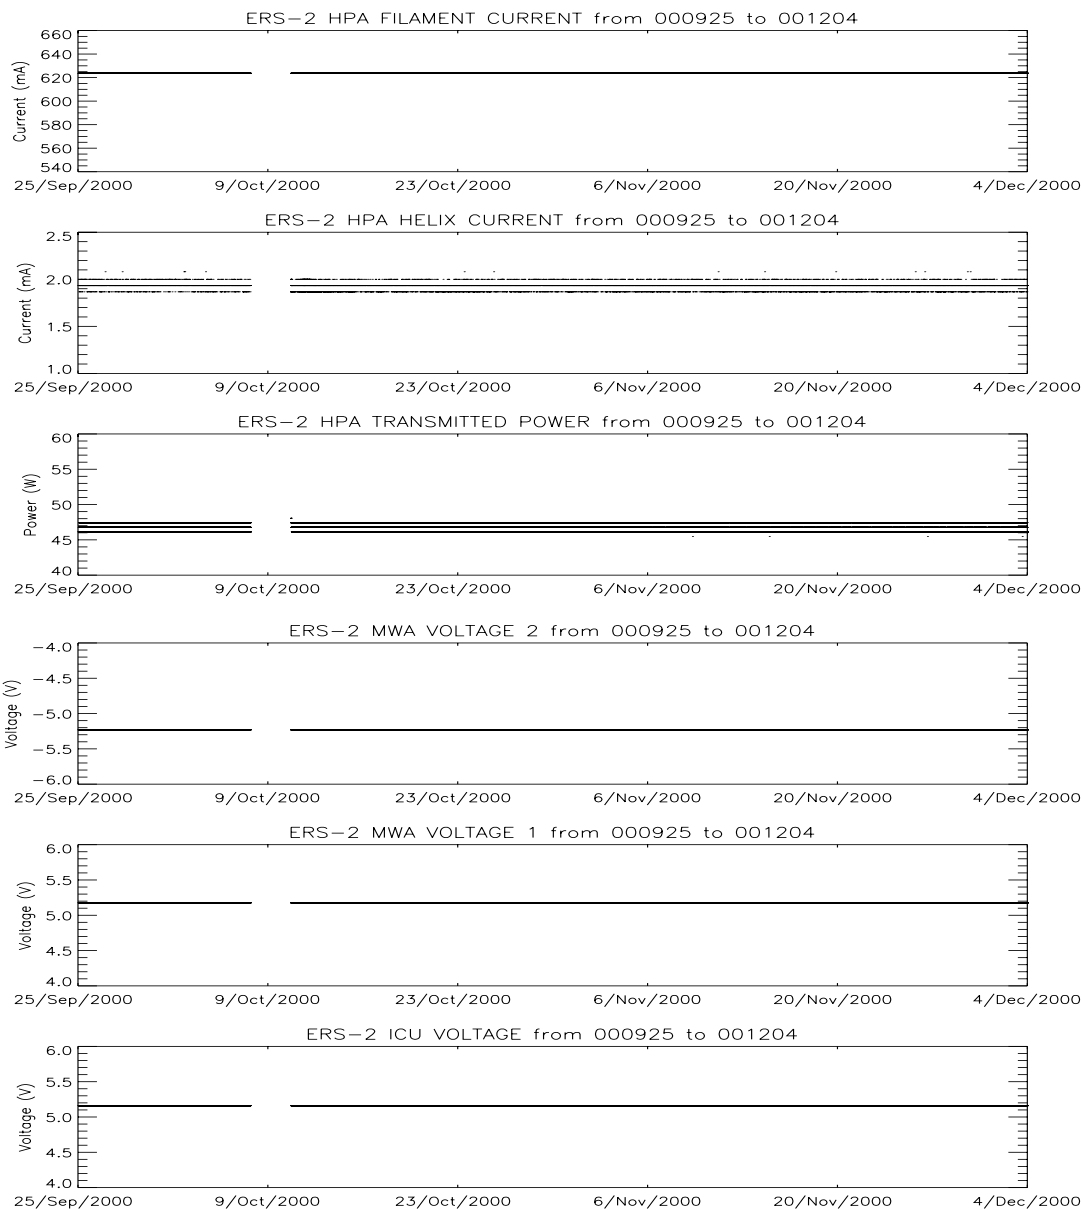 ERS-2 HPA FILAMENT CURRENT from 000925 to 001204
660
640
620
600
580
560
540
Current (mA)
25/Sep/2000 9/Oct/2000 23/Oct/2000 6/Nov/2000 20/Nov/2000 4/Dec/2000
ERS-2 HPA HELIX CURRENT from 000925 to 001204
2.5
2.0
1.5
1.0
Current (mA)
25/Sep/2000 9/Oct/2000 23/Oct/2000 6/Nov/2000 20/Nov/2000 4/Dec/2000
ERS-2 HPA TRANSMITTED POWER from 000925 to 001204
60
55
50
45
40
Power (W)
25/Sep/2000 9/Oct/2000 23/Oct/2000 6/Nov/2000 20/Nov/2000 4/Dec/2000
ERS-2 MWA VOLTAGE 2 from 000925 to 001204
-4.0
-4.5
-5.0
-5.5
-6.0
Voltage (V)
25/Sep/2000 9/Oct/2000 23/Oct/2000 6/Nov/2000 20/Nov/2000 4/Dec/2000
ERS-2 MWA VOLTAGE 1 from 000925 to 001204
6.0
5.5
5.0
4.5
4.0
Voltage (V)
25/Sep/2000 9/Oct/2000 23/Oct/2000 6/Nov/2000 20/Nov/2000 4/Dec/2000
ERS-2 ICU VOLTAGE from 000925 to 001204
6.0
5.5
5.0
4.5
4.0
Voltage (V)
25/Sep/2000 9/Oct/2000 23/Oct/2000 6/Nov/2000 20/Nov/2000 4/Dec/2000